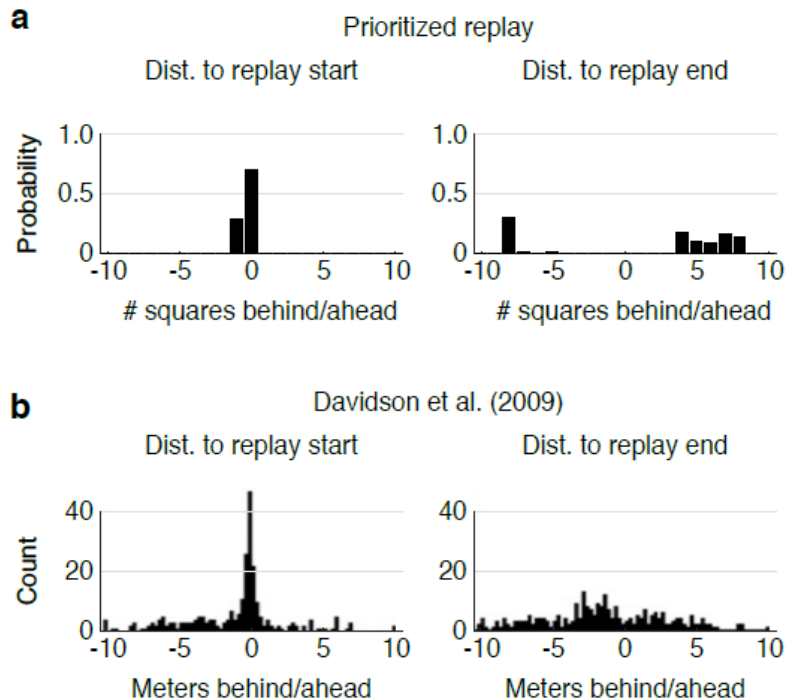 a
Prioritized replay
Dist. to replay start
Dist. to replay end
Probability
1.0
0.5
0
-10 -5 0 5 10
# squares behind/ahead
1.0
0.5
0
-10 -5 0 5 10
# squares behind/ahead
b
Davidson et al. (2009)
Dist. to replay start
Dist. to replay end
Count
40
20
0
-10 -5 0 5 10
Meters behind/ahead
40
20
0
-10 -5 0 5 10
Meters behind/ahead